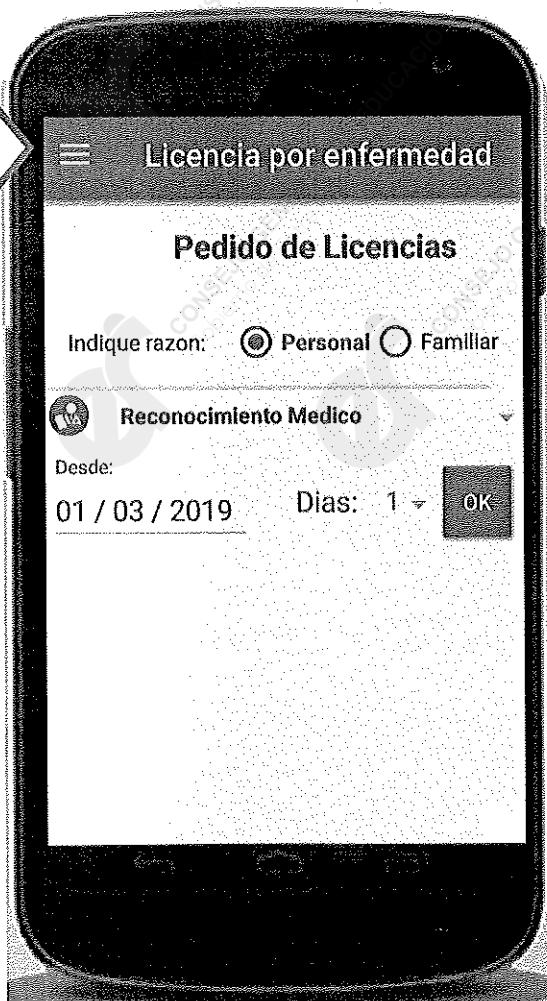 Licencia por enfermedad
Pedido de Licencias
Indique razon: Personal Familiar
Reconocimiento Medico
Desde:
01 / 03 / 2019 Dias: 1 OK